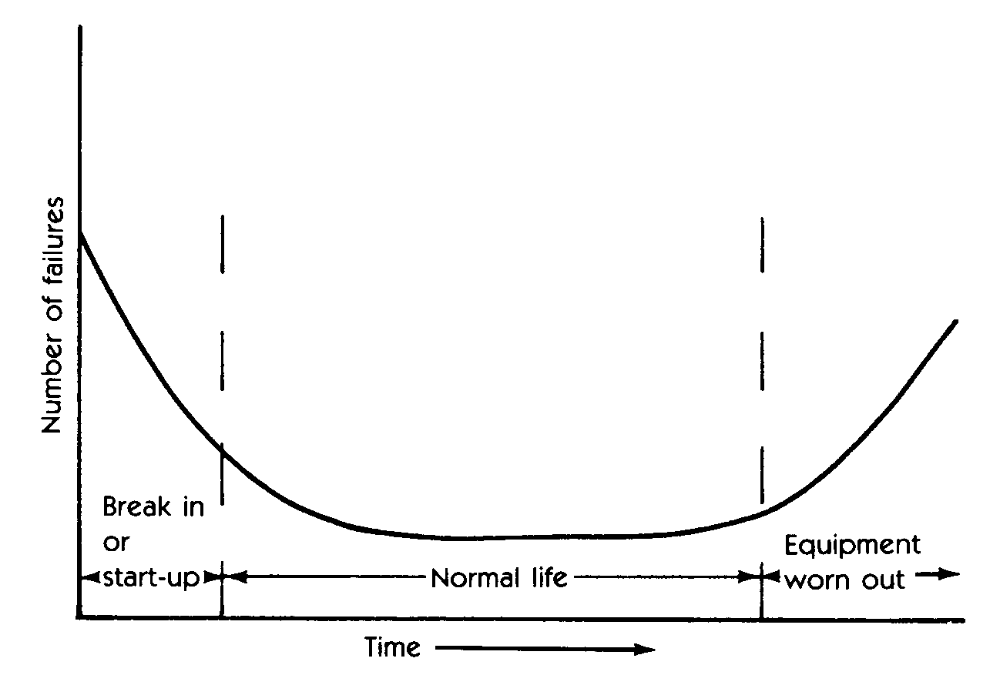 Number of failures
Break in
or
start-up
Normal life
Equipment
worn out
Time